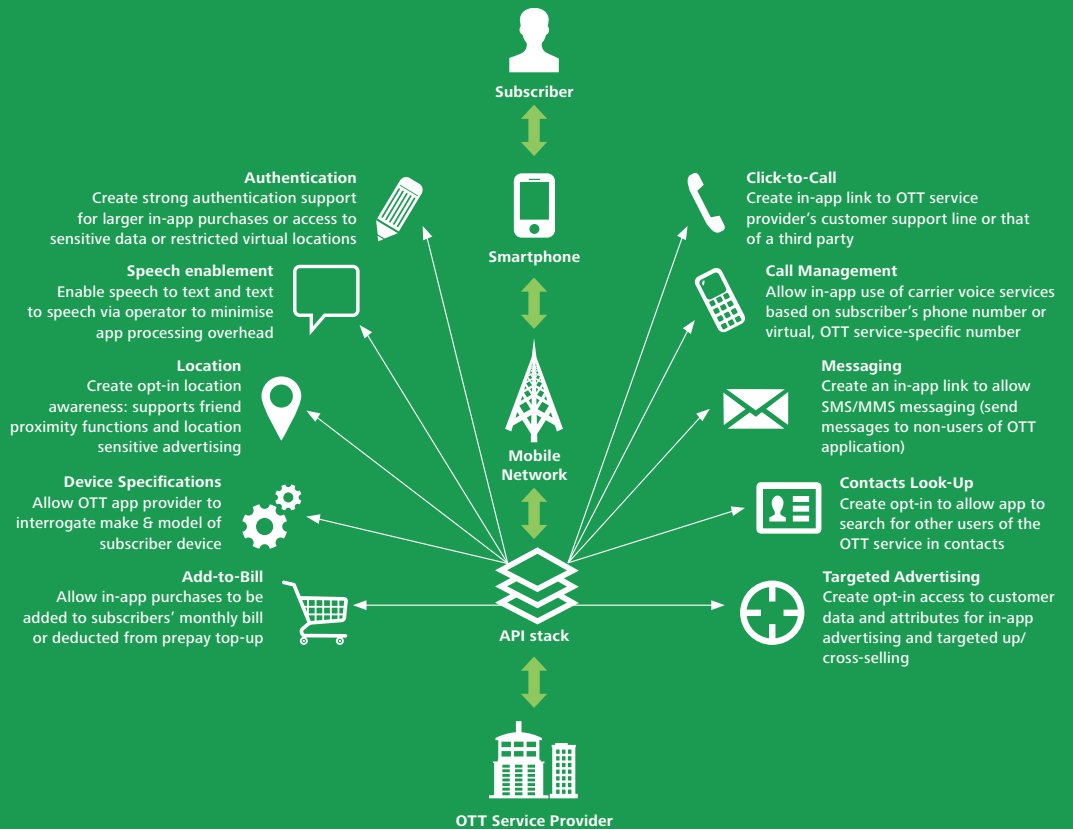 Subscriber
Authentication
Create strong authentication support
for larger in-app purchases or access to
sensitive data or restricted virtual locations
Speech enablement
Enable speech to text and text
to speech via operator to minimise
app processing overhead
Location
Create opt-in location
awareness: supports friend
proximity functions and location
sensitive advertising
Device Specifications
Allow OTT app provider to
interrogate make & model of
subscriber device
Add-to-Bill
Allow in-app purchases to be
added to subscribers' monthly bill
or deducted from prepay top-up
Smartphone
Mobile
Network
API stack
Click-to-Call
Create in-app link to OTT service
provider's customer support line or that
of a third party
Call Management
Allow in-app use of carrier voice services
based on subscriber's phone number or
virtual, OTT service-specific number
Messaging
Create an in-app link to allow
SMS/MMS messaging (send
messages to non-users of OTT
application)
Contacts Look-Up
Create opt-in to allow app to
search for other users of the
OTT service in contacts
Targeted Advertising
Create opt-in access to customer
data and attributes for in-app
advertising and targeted up/
cross-selling
OTT Service Provider